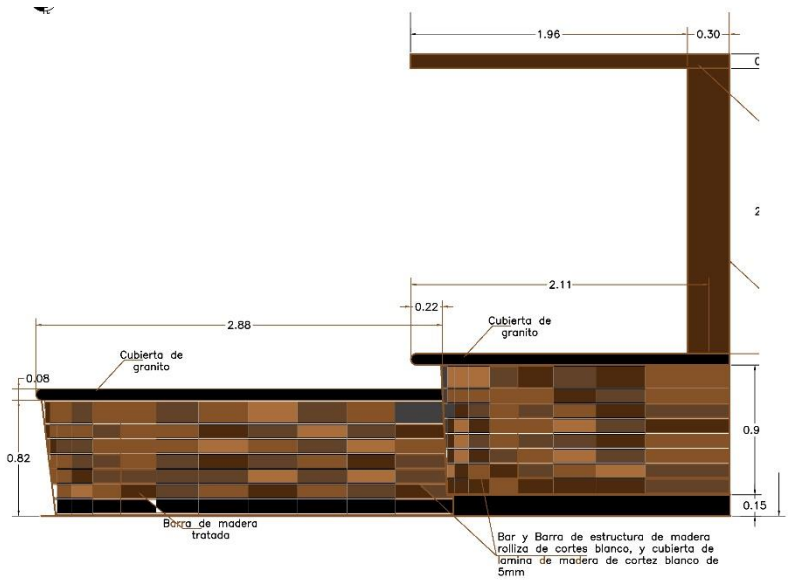 1.96
0.30
2.11
0.22
2.88
Cubierta de
granito
Cubierta de
granito
0.08
0.82
0.9
0.15
Barra de madera
tratada
Bar y Barra de estructura de madera
rolliza de cortes blanco, y cubierta de
lamina de madera de cortez blanco de
5mm